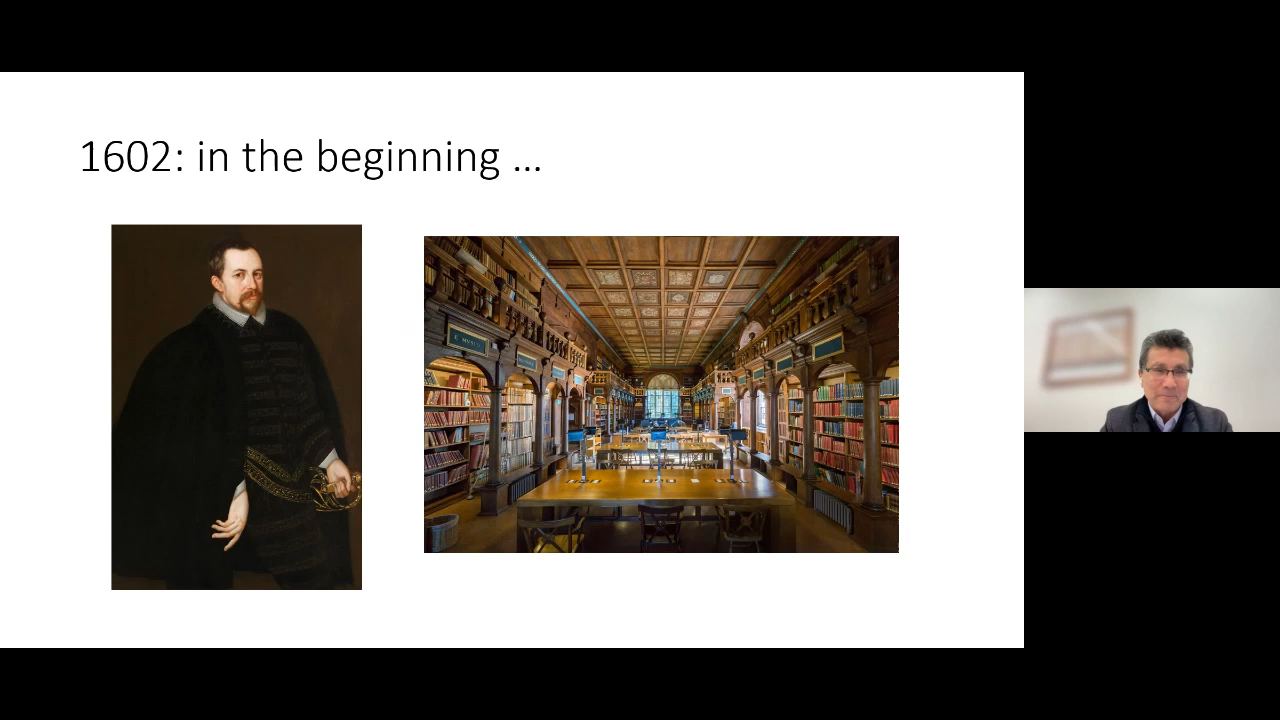 1602: in the beginning ...